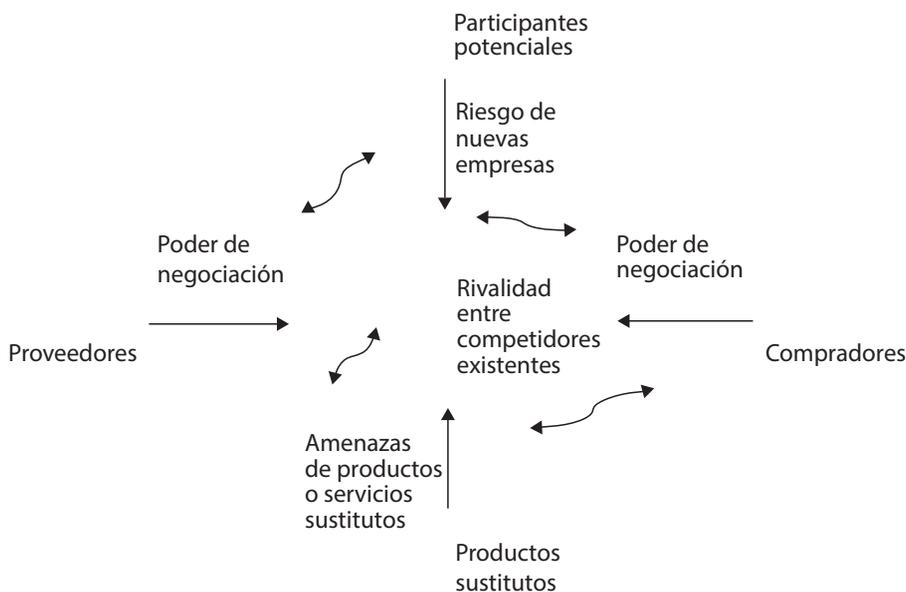 Participantes
potenciales
Riesgo de
nuevas
empresas
Poder de
negociación
Poder de
negociación
Rivalidad
entre
competidores
existentes
Proveedores
Compradores
Amenazas
de productos
o servicios
sustitutos
Productos
sustitutos